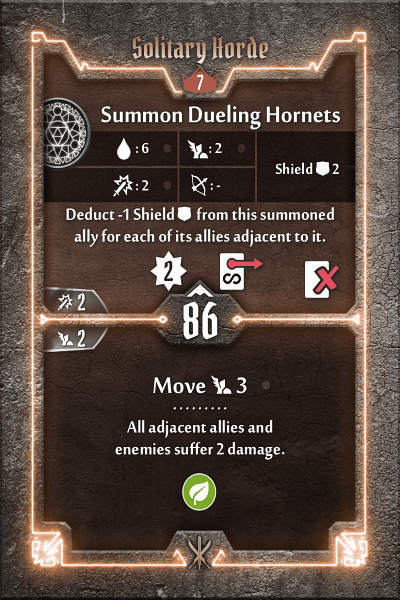 Solitary Horde
7
Summon Dueling Hornets
: 6 : 2
Shield 2
: 2 : -
Deduct -1 Shield from this summoned
ally for each of its allies adjacent to it.
2 S
2
86
2
Move 3
All adjacent allies and
enemies suffer 2 damage.